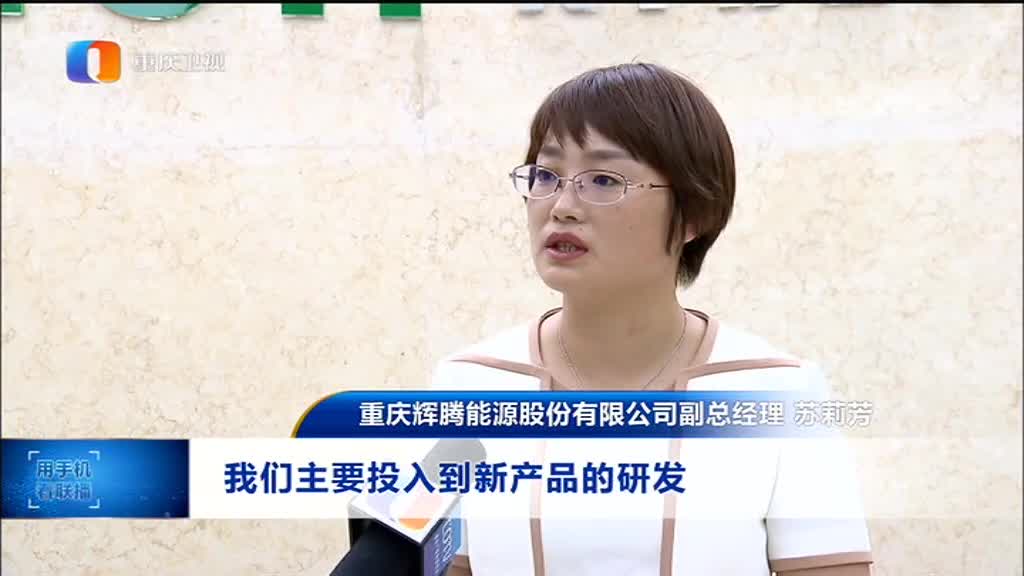 重庆卫视
重庆辉腾能源股份有限公司副总经理 苏莉芳
用手机
看联播
我们主要投入到新产品的研发